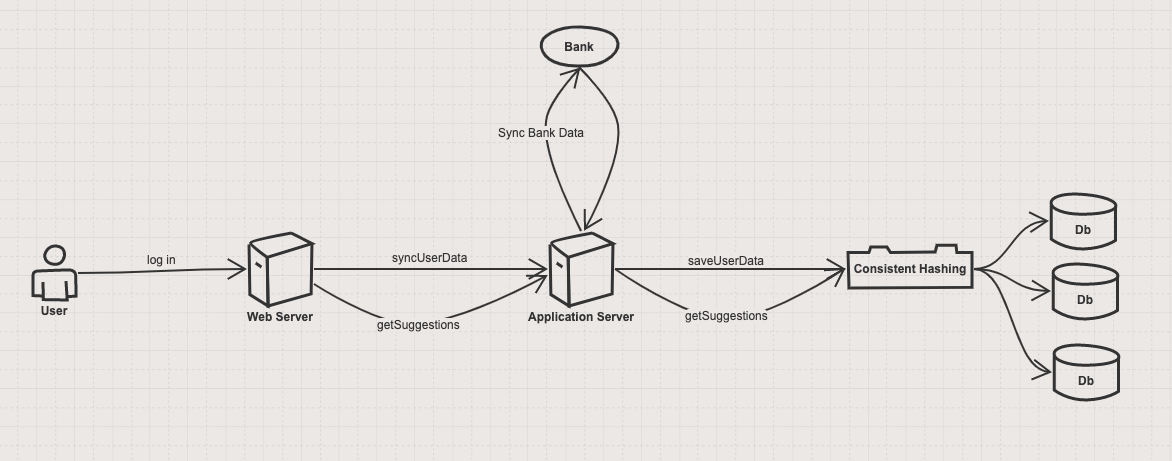 Bank
Sync Bank Data
log in
syncUserData
saveUserData
getSuggestions
getSuggestions
User
Web Server
Application Server
Consistent Hashing
Db
Db
Db